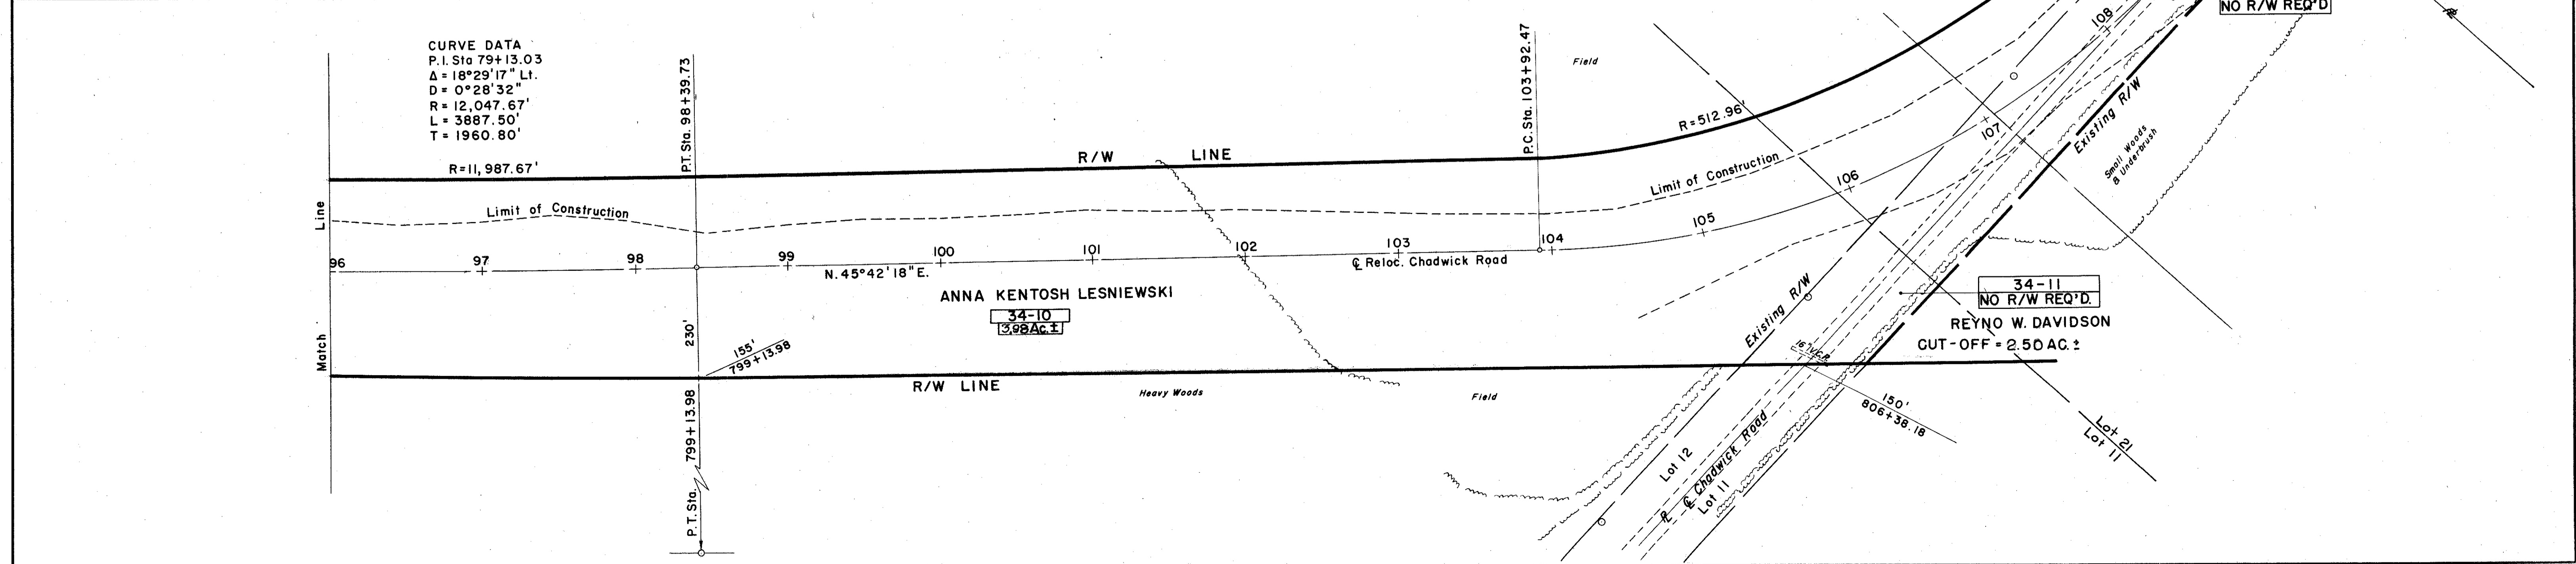 CURVE DATA
P.I. Sta 79+13.03
Δ = 18°29'17" Lt.
D = 0°28'32"
R = 12,047.67'
L = 3887.50'
T = 1960.80'
R=11,987.67'
P.T. Sta. 98+39.73
P.C. Sta. 103+92.47
Field
NO R/W REQ'D
R/W LINE
R=512.96'
Limit of Construction
Limit of Construction
Match Line
96 97 98 99 100 101 102 103 104 105 106 107 108
N. 45°42'18" E.
℄ Reloc. Chadwick Road
ANNA KENTOSH LESNIEWSKI
34-10
3.98 Ac. ±
230'
155'
799+13.98
P.T. Sta. 799+13.98
R/W LINE
Heavy Woods
Field
Existing R/W
Existing R/W
Small Woods
& Underbrush
34-11
NO R/W REQ'D.
REYNO W. DAVIDSON
CUT-OFF = 2.50 AC. ±
150'
806+38.18
Lot 12
℄ Chadwick Road
Lot 11
Lot 21
Lot 11